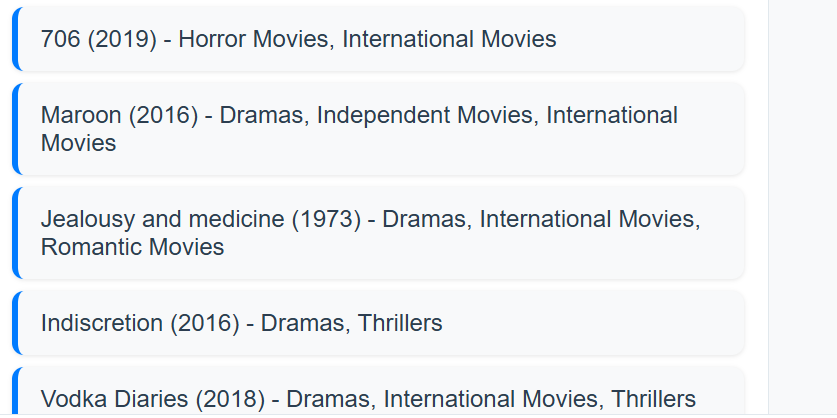 706 (2019) - Horror Movies, International Movies
Maroon (2016) - Dramas, Independent Movies, International
Movies
Jealousy and medicine (1973) - Dramas, International Movies,
Romantic Movies
Indiscretion (2016) - Dramas, Thrillers
Vodka Diaries (2018) - Dramas, International Movies, Thrillers